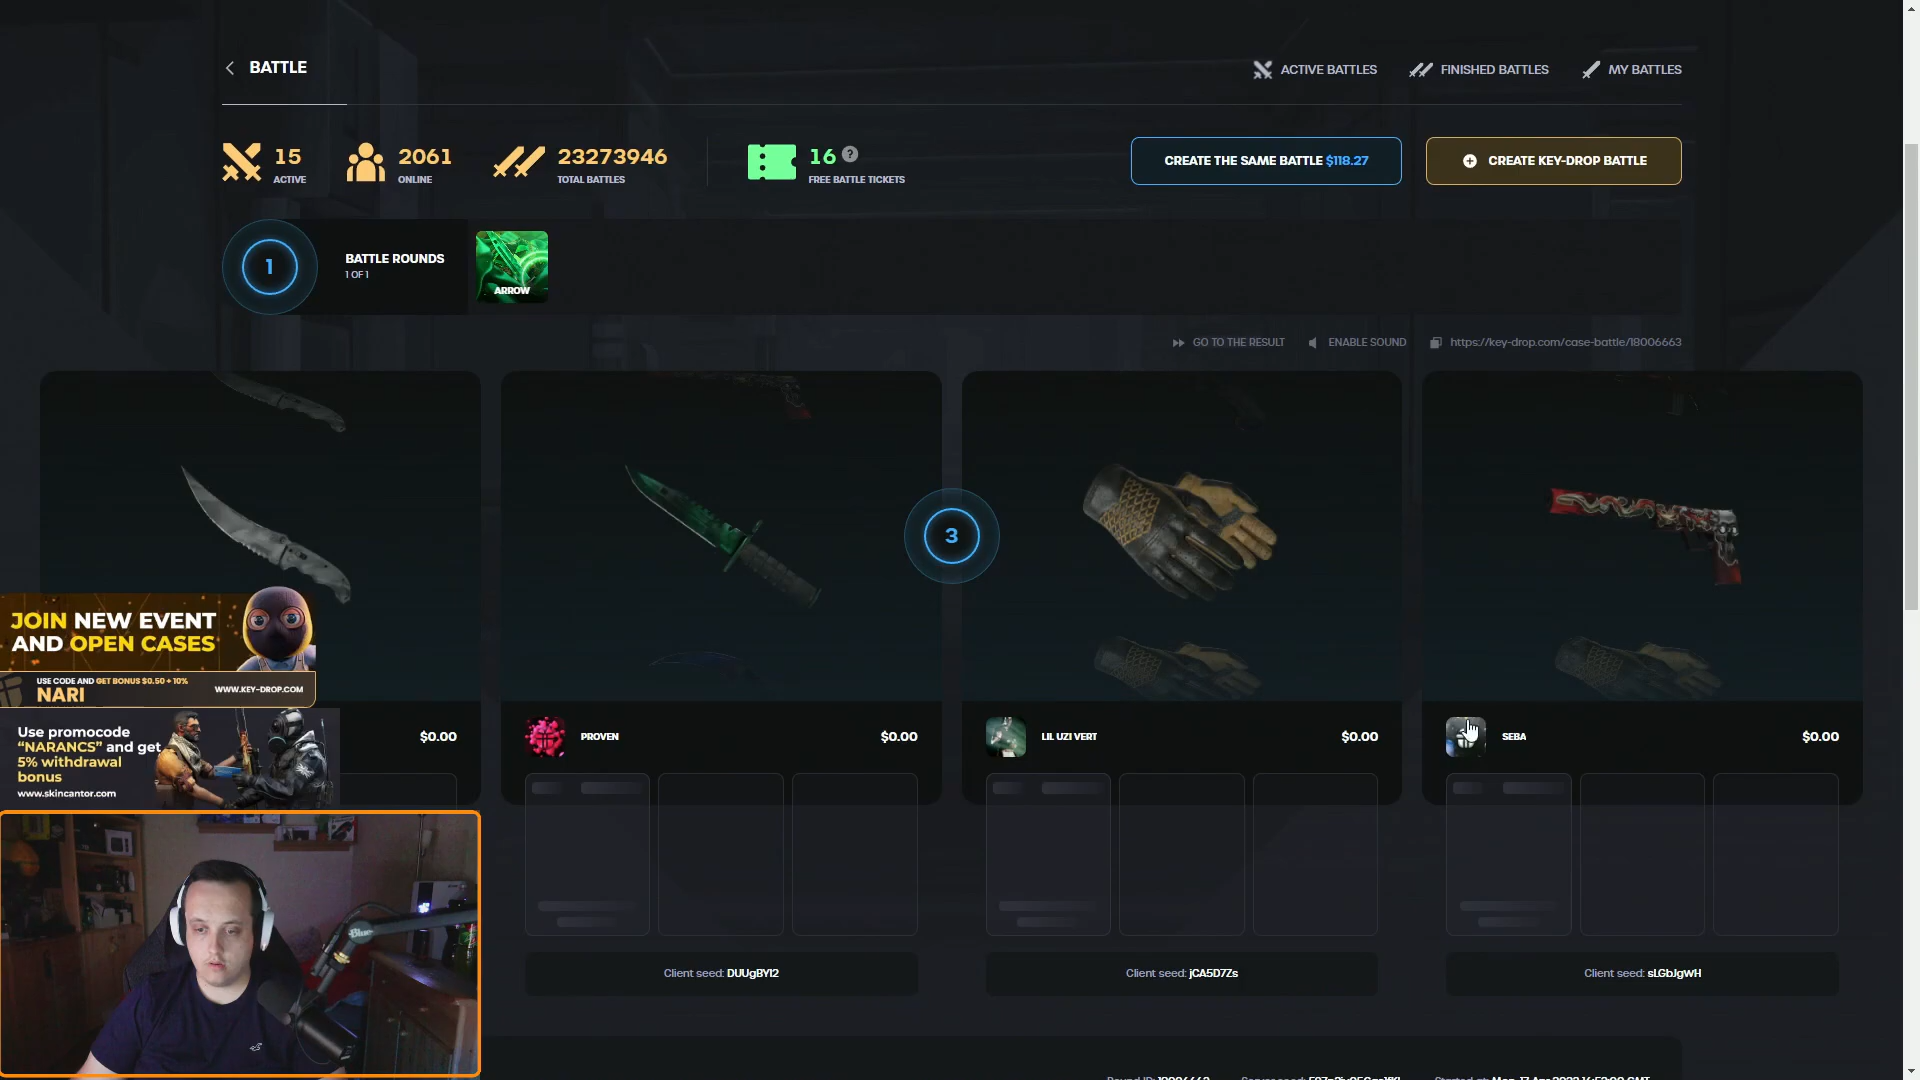 BATTLE
ACTIVE BATTLES
FINISHED BATTLES
MY BATTLES
15
ACTIVE
2061
ONLINE
23273946
TOTAL BATTLES
16 ?
FREE BATTLE TICKETS
CREATE THE SAME BATTLE $118.27
CREATE KEY-DROP BATTLE
1
BATTLE ROUNDS
1 OF 1
ARROW
GO TO THE RESULT
ENABLE SOUND
https://key-drop.com/case-battle/18006663
3
JOIN NEW EVENT
AND OPEN CASES
USE CODE AND GET BONUS $0.50 + 10%
NARI
WWW.KEY-DROP.COM
Use promocode
"NARANCS" and get
5% withdrawal
bonus
www.skincantor.com
$0.00
PROVEN
$0.00
LIL UZI VERT
$0.00
SEBA
$0.00
Blue
Client seed: DUUgBYI2
Client seed: jCA5D7Zs
Client seed: sLGbJgWH